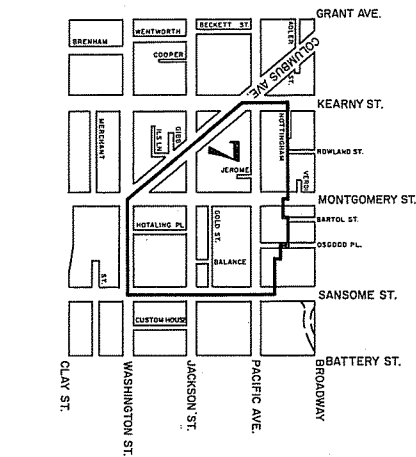 GRANT AVE.
BECKETT ST.
WENTWORTH
BRENHAM
COOPER
ADLER
ST.
COLUMBUS AVE.
KEARNY ST.
MERCHANT
GIBB
NOTTINGHAM
ROWLAND ST.
JEROME
VERDI
MONTGOMERY ST.
BARTOL ST.
HOTALING PL.
GOLD ST.
OSGOOD PL.
BALANCE
ST.
SANSOME ST.
CUSTOM HOUSE
BATTERY ST.
CLAY ST.
WASHINGTON ST.
JACKSON ST.
PACIFIC AVE.
BROADWAY